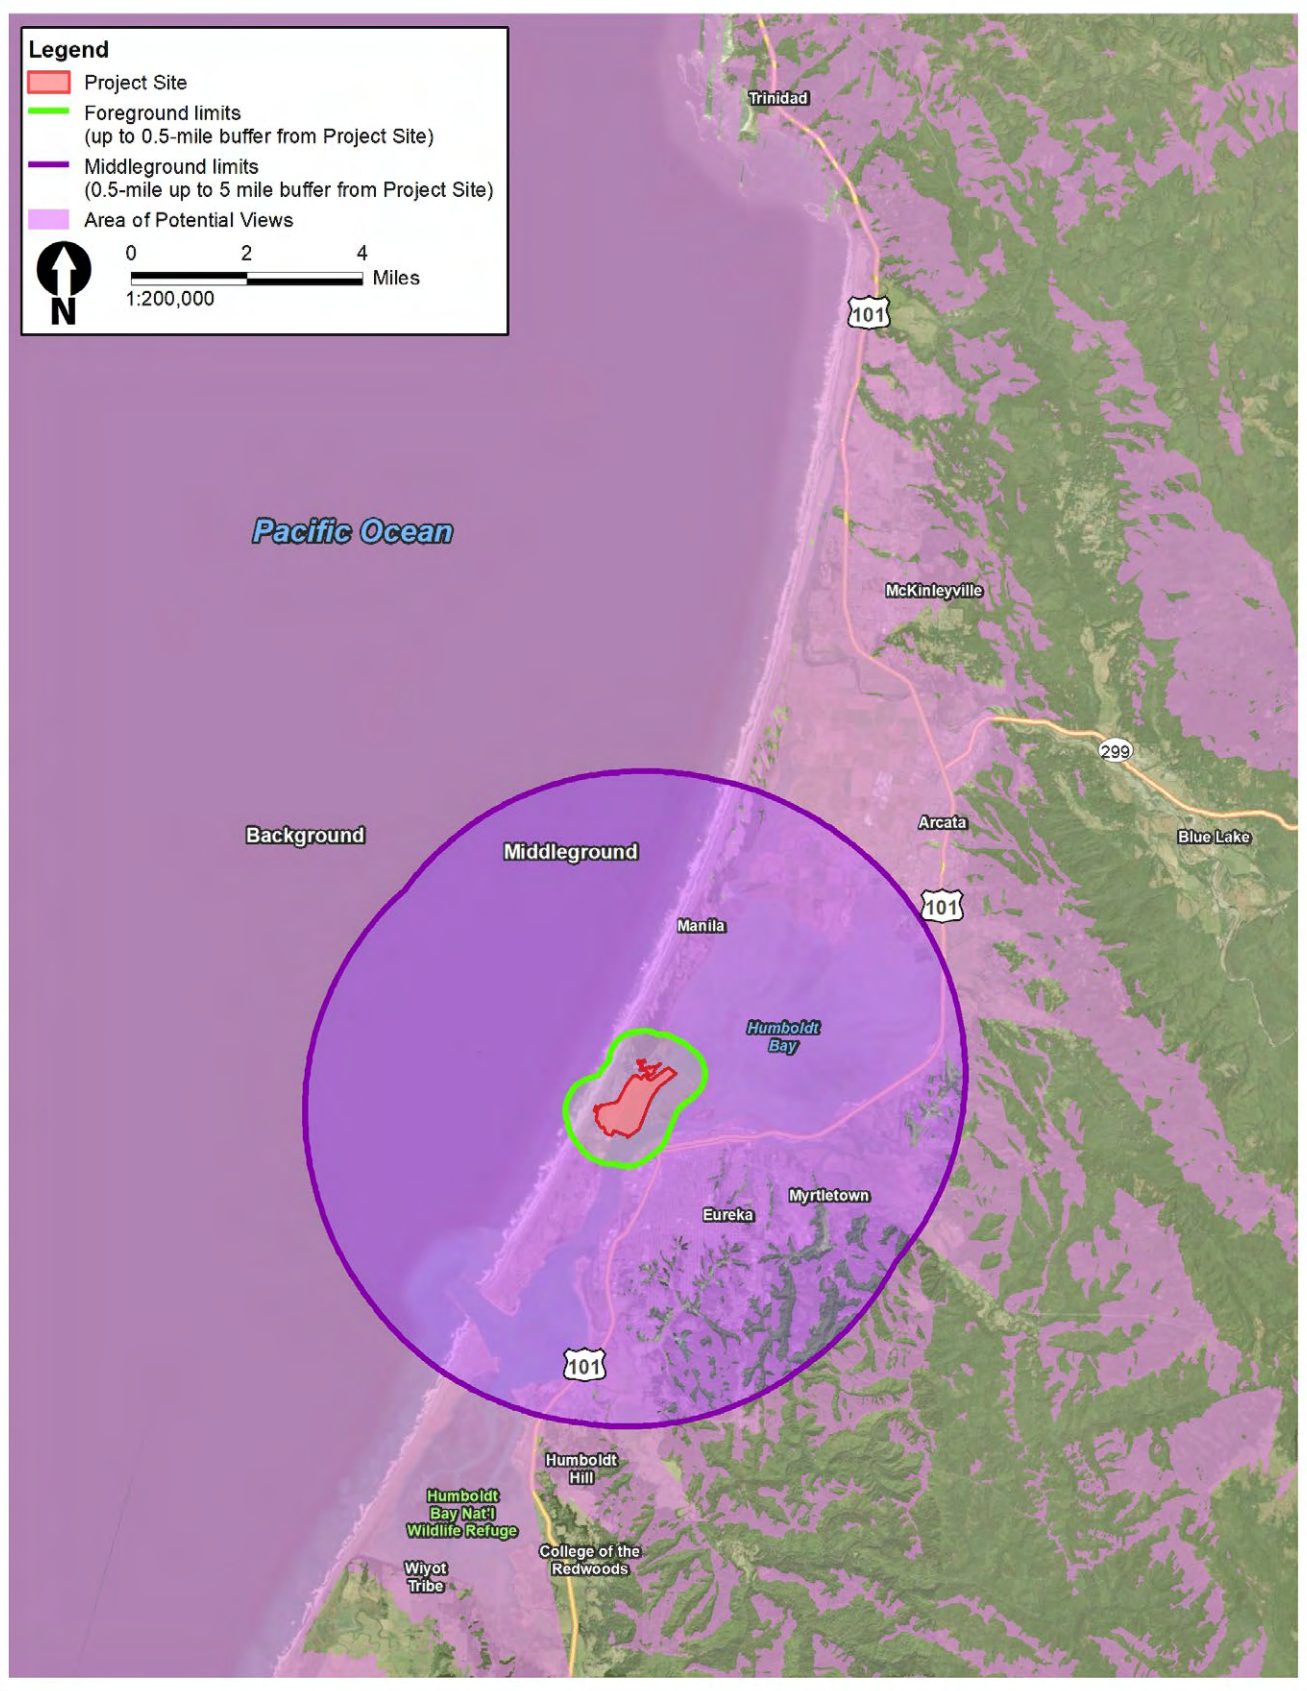 Legend
Project Site
Foreground limits
(up to 0.5-mile buffer from Project Site)
Middleground limits
(0.5-mile up to 5 mile buffer from Project Site)
Area of Potential Views
0 2 4
Miles
1:200,000
N
Trinidad
101
Pacific Ocean
McKinleyville
299
Arcata
Blue Lake
Background
Middleground
101
Manila
Humboldt
Bay
Myrtletown
Eureka
101
Humboldt
Hill
Humboldt
Bay Nat'l
Wildlife Refuge
College of the
Redwoods
Wiyot
Tribe